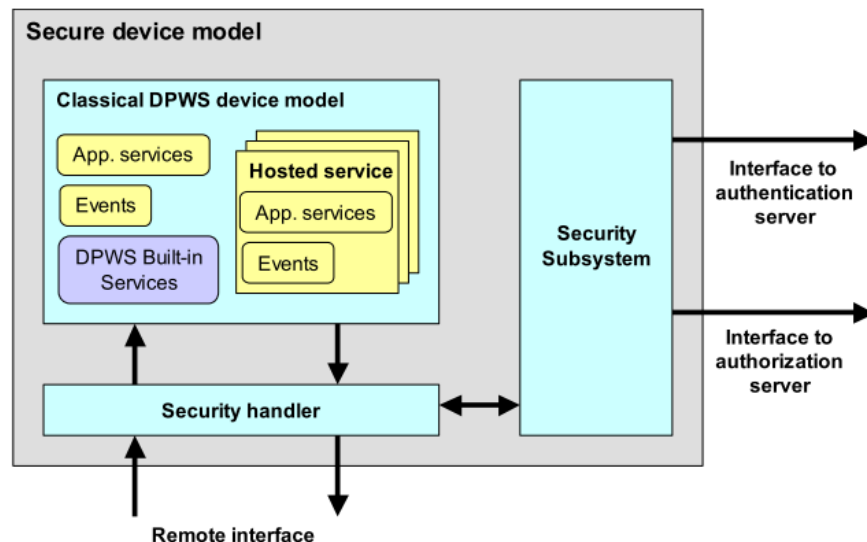 Secure device model
Classical DPWS device model
App. services
Events
DPWS Built-in
Services
Hosted service
App. services
Events
Security
Subsystem
Interface to
authentication
server
Interface to
authorization
server
Security handler
Remote interface